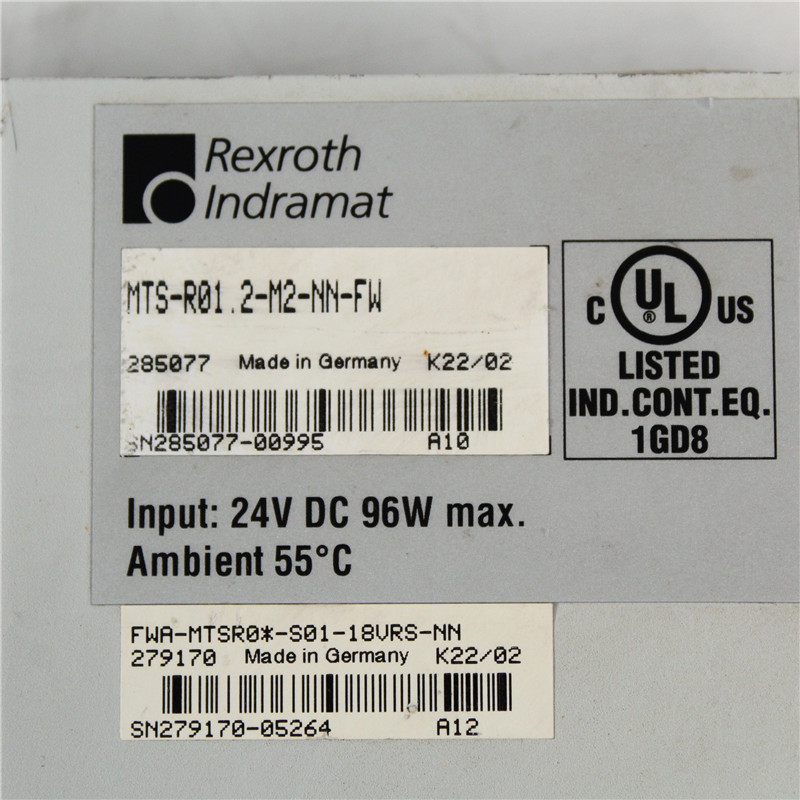 Rexroth
Indramat
MTS-R01.2-M2-NN-FW
285077 Made in Germany K22/02
SN285077-00995 A10
C UL ® US
LISTED
IND.CONT.EQ.
1GD8
Input: 24V DC 96W max.
Ambient 55°C
FWA-MTSR0*-S01-18VRS-NN
279170 Made in Germany K22/02
SN279170-05264 A12